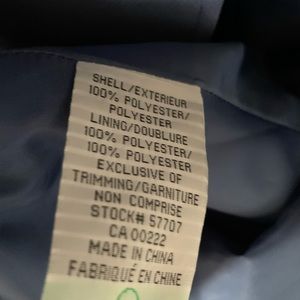 SHELL/EXTERIEUR
100% POLYESTER/
POLYESTER
LINING/DOUBLURE
100% POLYESTER/
100% POLYESTER
EXCLUSIVE OF
TRIMMING/GARNITURE
NON COMPRISE
STOCK# 57707
CA 00222
MADE IN CHINA
FABRIQUÉ EN CHINE